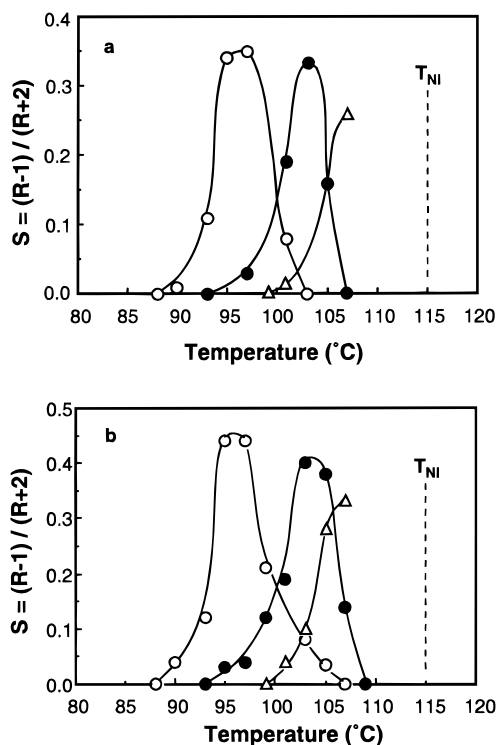 a
T_NI
S = (R-1) / (R+2)
0.4
0.3
0.2
0.1
0.0
80 85 90 95 100 105 110 115 120
Temperature (˚C)
b
T_NI
S = (R-1) / (R+2)
0.5
0.4
0.3
0.2
0.1
0.0
80 85 90 95 100 105 110 115 120
Temperature (˚C)